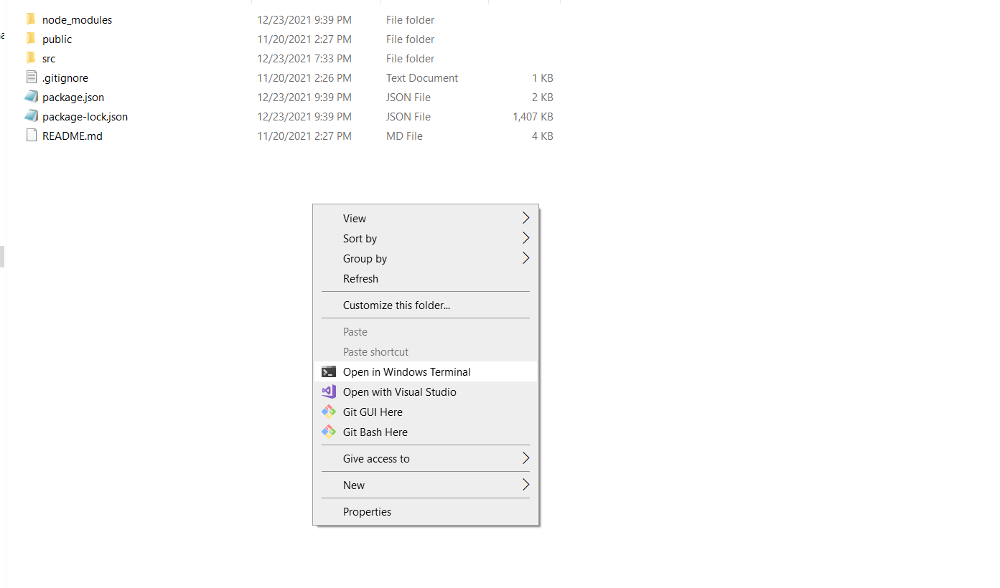 node_modules 12/23/2021 9:39 PM File folder
public 11/20/2021 2:27 PM File folder
src 12/23/2021 7:33 PM File folder
.gitignore 11/20/2021 2:26 PM Text Document 1 KB
package.json 12/23/2021 9:39 PM JSON File 2 KB
package-lock.json 12/23/2021 9:39 PM JSON File 1,407 KB
README.md 11/20/2021 2:27 PM MD File 4 KB
View
Sort by
Group by
Refresh
Customize this folder...
Paste
Paste shortcut
Open in Windows Terminal
Open with Visual Studio
Git GUI Here
Git Bash Here
Give access to
New
Properties